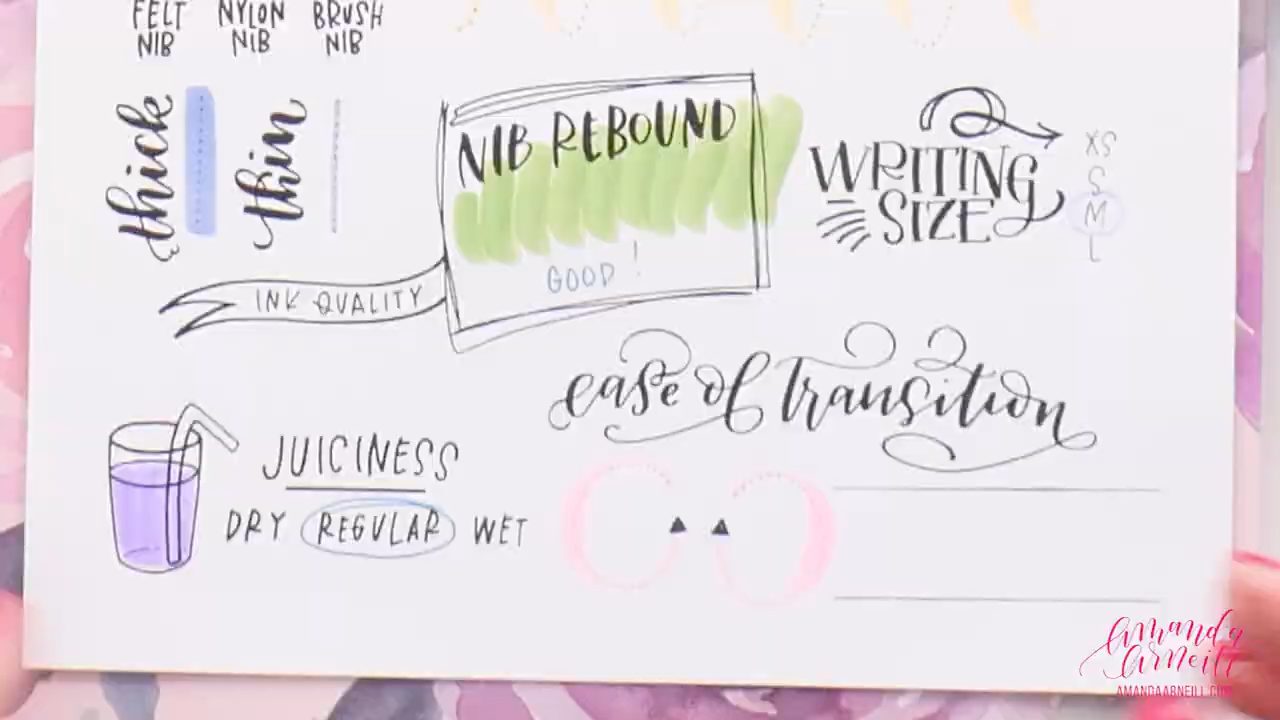 FELT NIB
NYLON NIB
BRUSH NIB
thick
thin
NIB REBOUND
GOOD!
WRITING SIZE
XS
S
M
L
INK QUALITY
ease of transition
JUICINESS
DRY REGULAR WET
amanda arneill
AMANDAARNEILL.COM